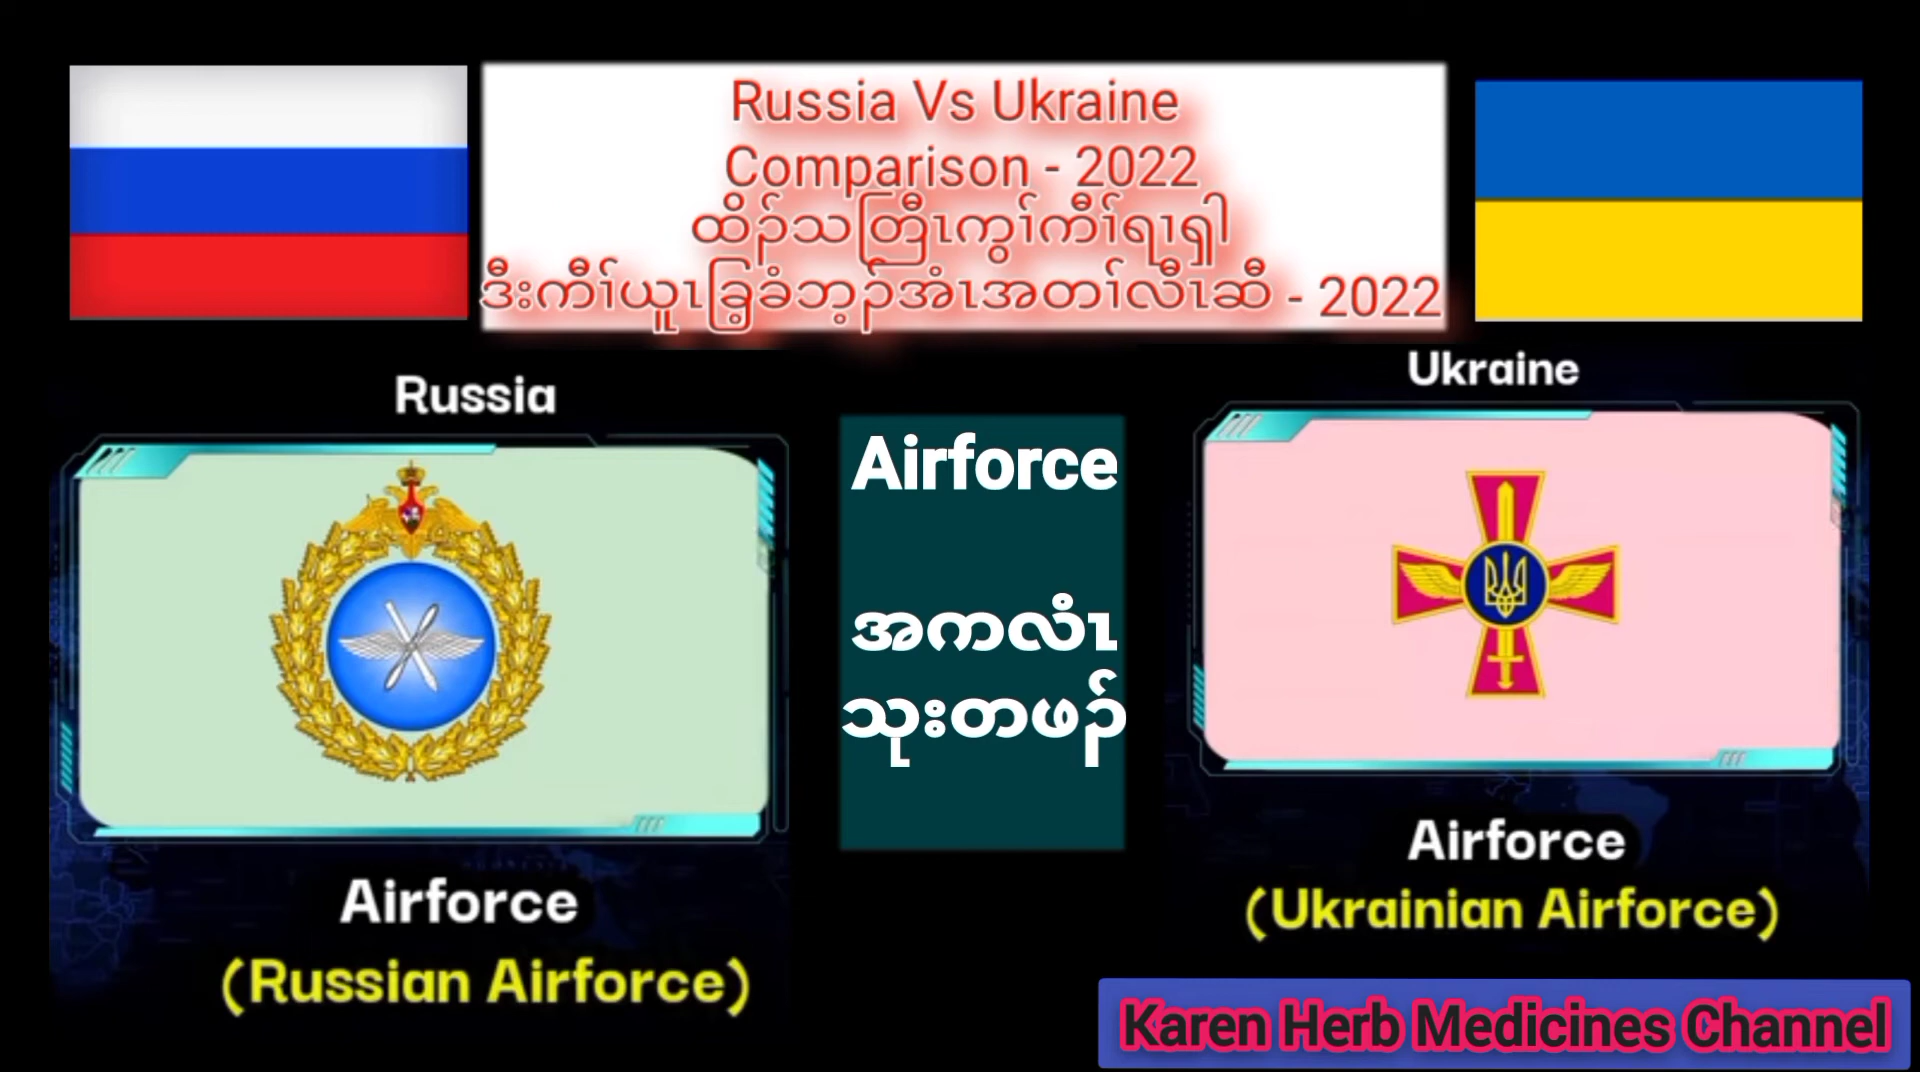 Russia Vs Ukraine
Comparison - 2022
ထိၣ်သတြီၤကွၢ်ကီၢ်ရၢရှါ
ဒီးကီၢ်ယူၤခြ့ခံဘ့ၣ်အံၤအတၢ်လီၤဆီ - 2022
Russia
Ukraine
Airforce
အကလံၤ
သုးတဖၣ်
Airforce
(Russian Airforce)
Airforce
(Ukrainian Airforce)
Karen Herb Medicines Channel